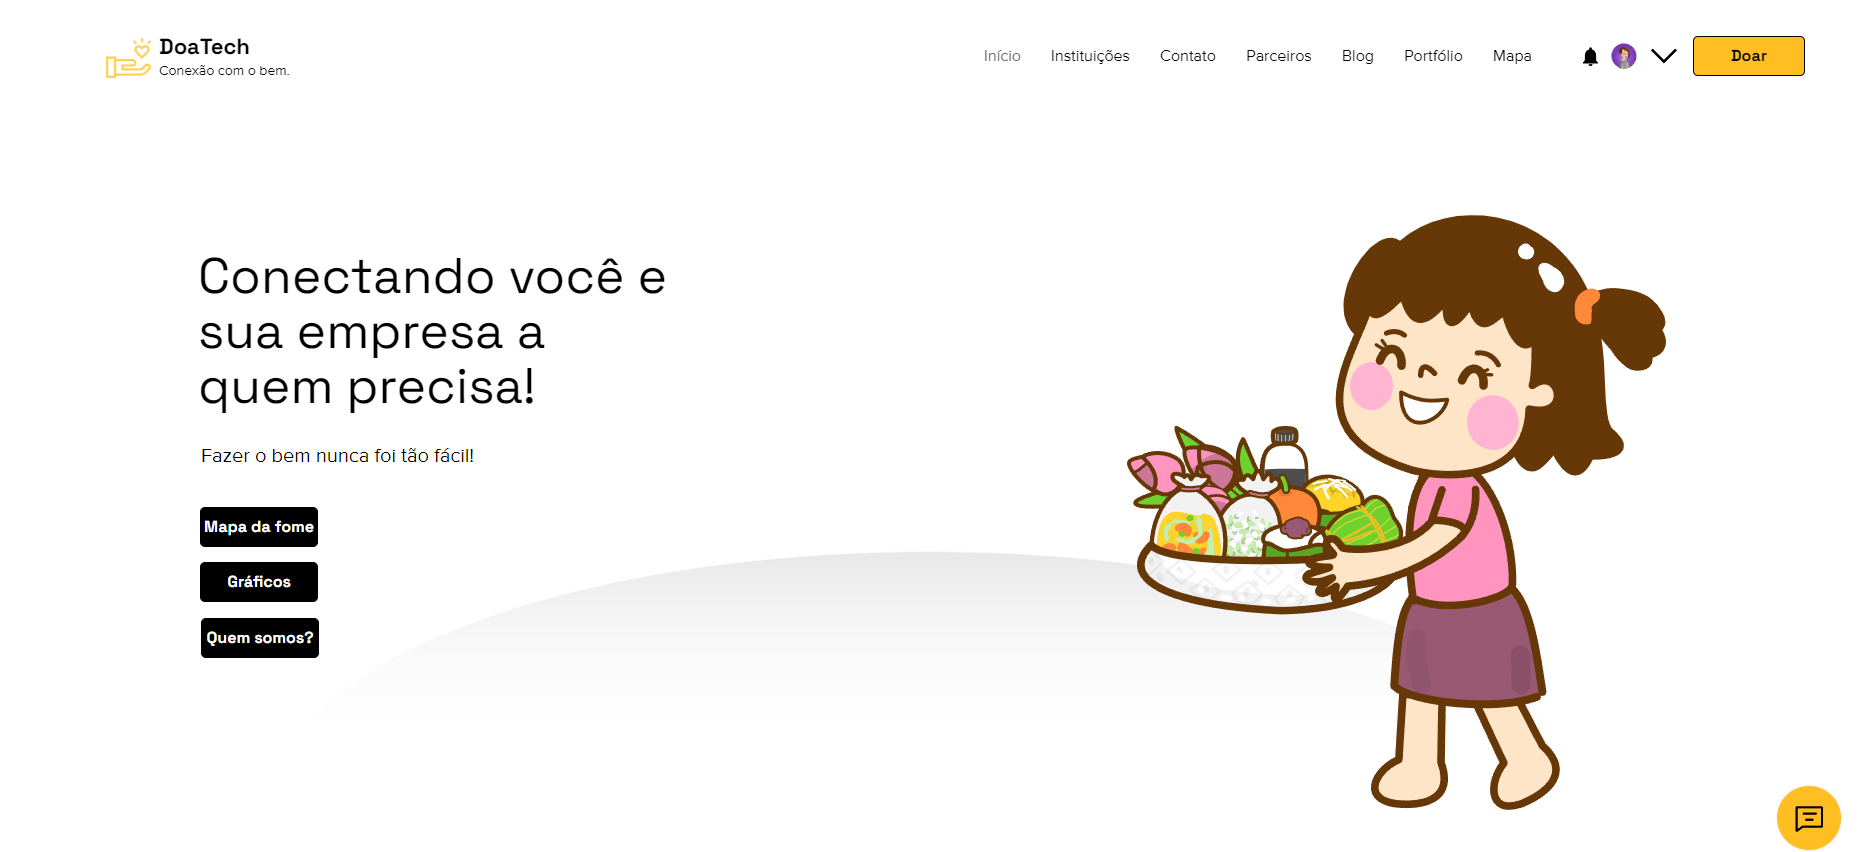 DoaTech
Conexão com o bem.
Início Instituições Contato Parceiros Blog Portfólio Mapa
Doar
Conectando você e
sua empresa a
quem precisa!
Fazer o bem nunca foi tão fácil!
Mapa da fome
Gráficos
Quem somos?